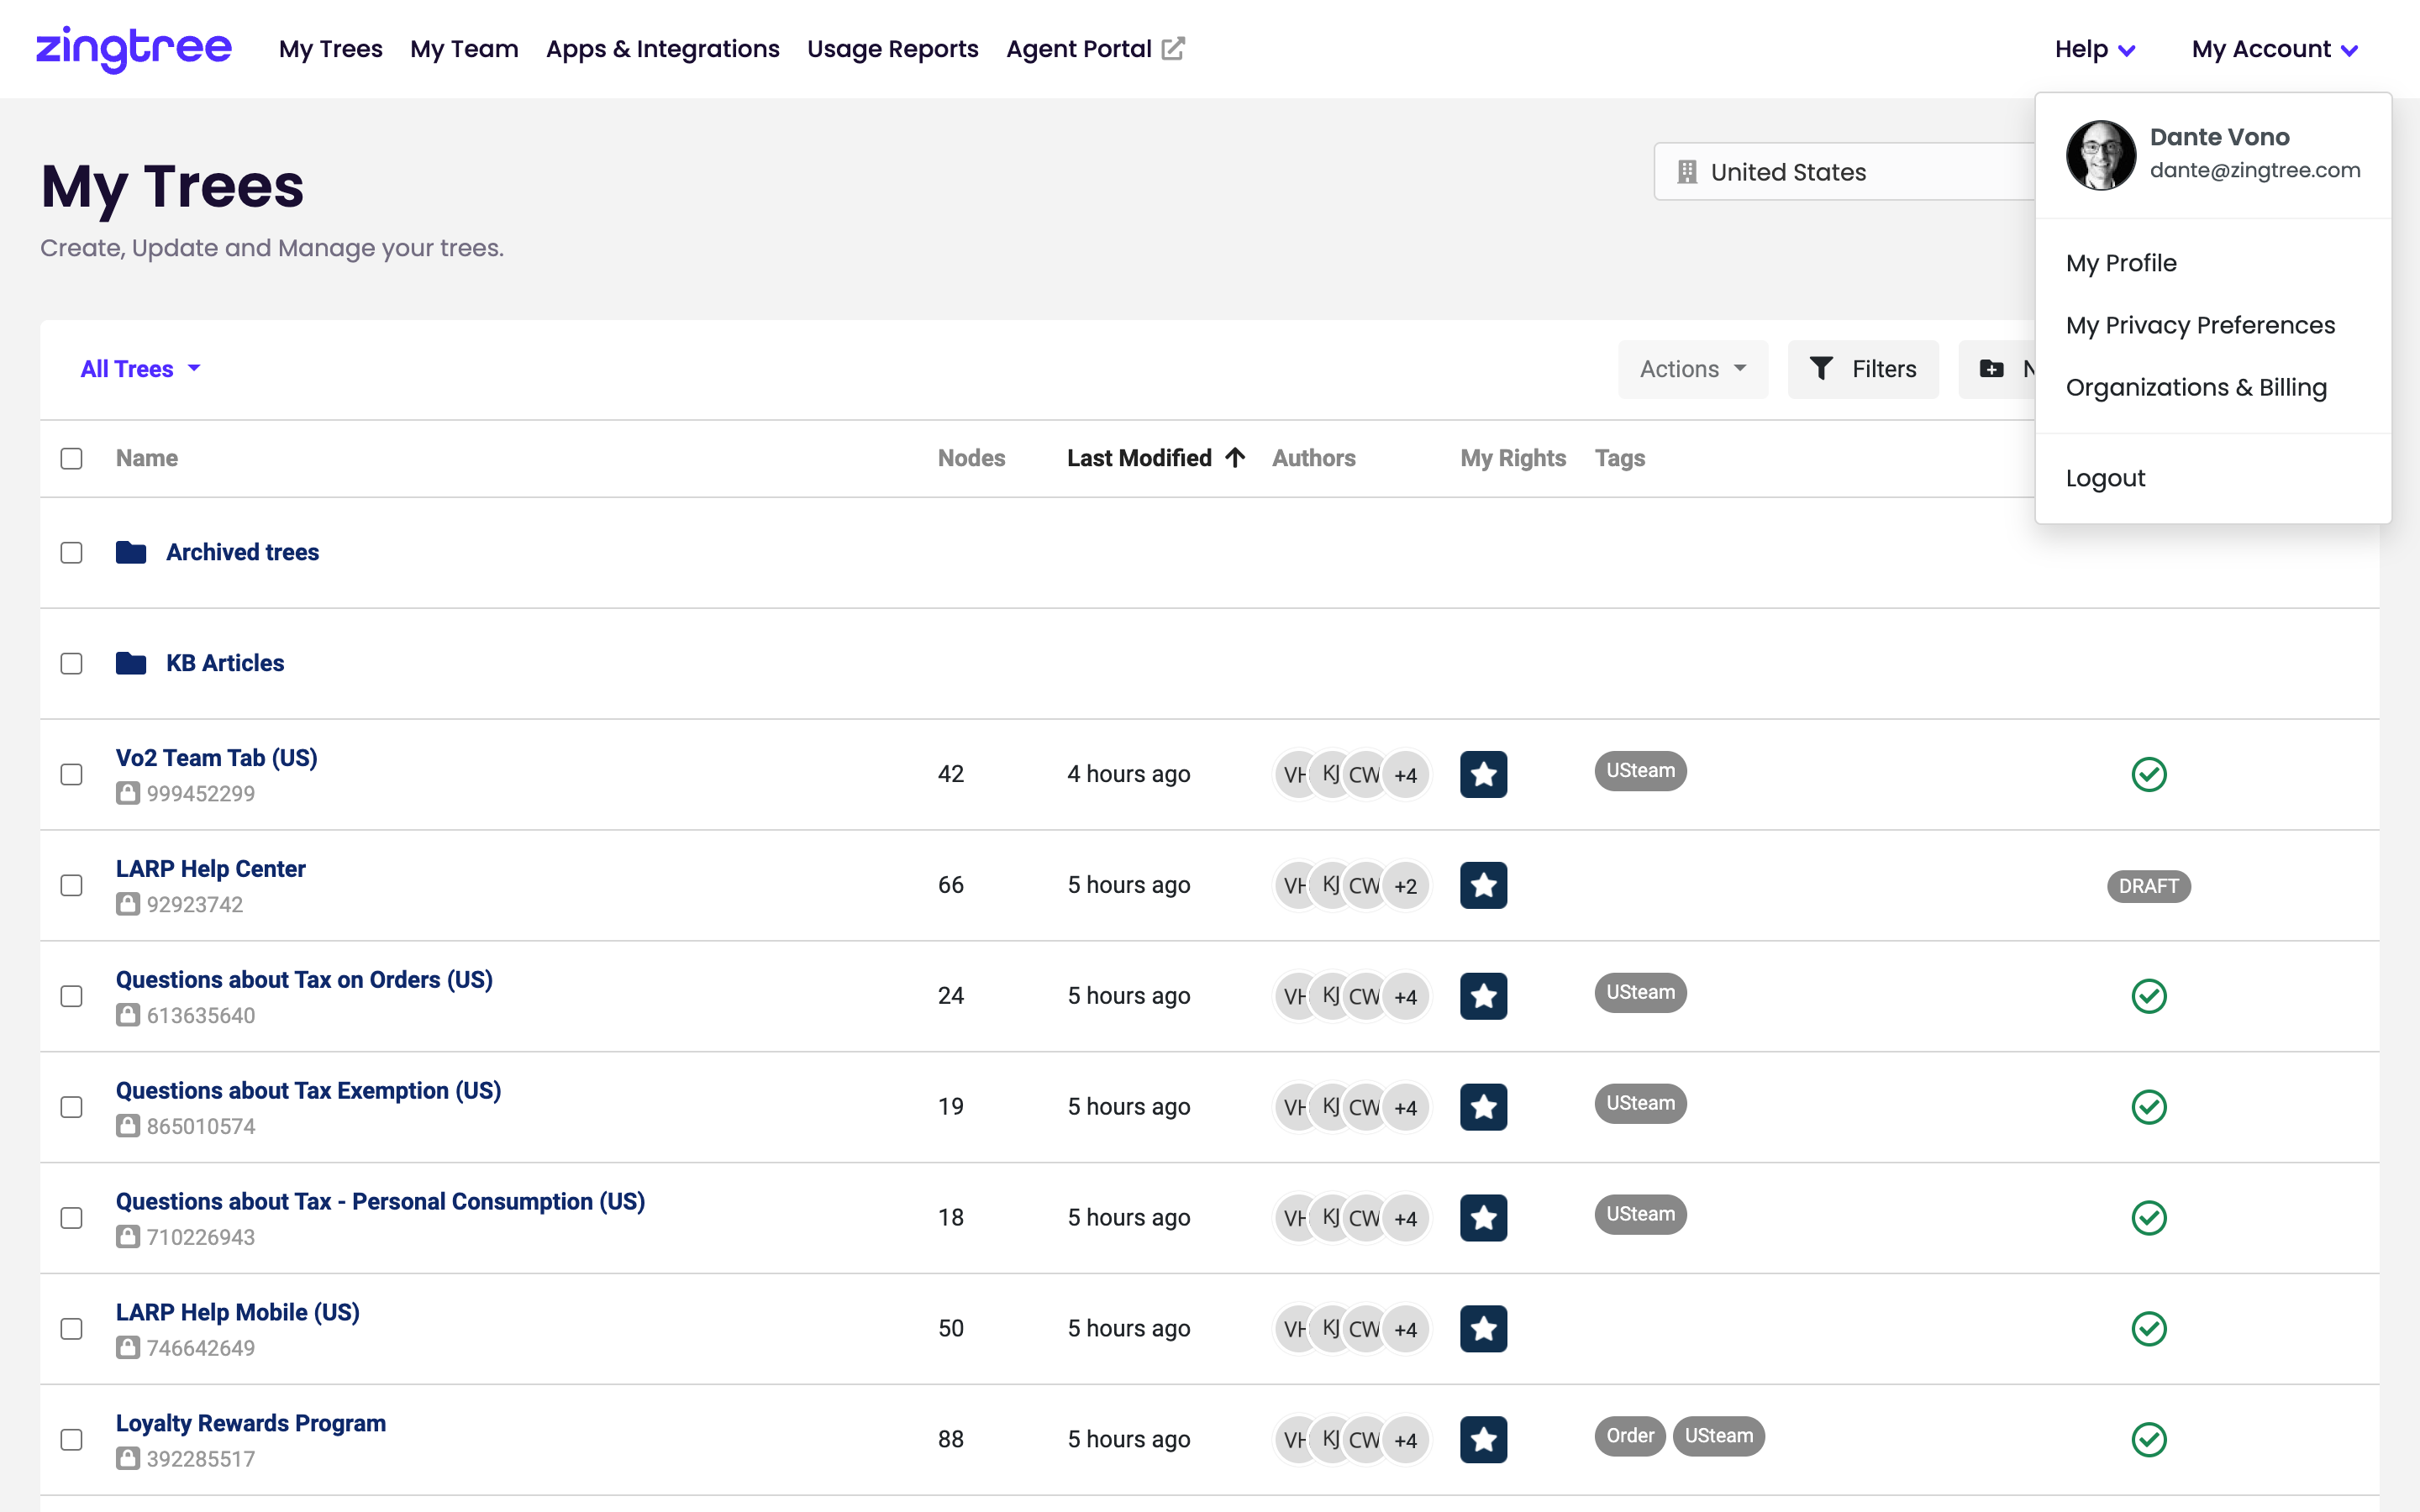 zingtree My Trees My Team Apps & Integrations Usage Reports Agent Portal Help My Account
Dante Vono
dante@zingtree.com
My Trees
United States
Create, Update and Manage your trees.
My Profile
My Privacy Preferences
Organizations & Billing
Logout
All Trees Actions Filters
Name Nodes Last Modified Authors My Rights Tags
Archived trees
KB Articles
Vo2 Team Tab (US)
999452299
42 4 hours ago KJ CW +4 USteam
LARP Help Center
92923742
66 5 hours ago KJ CW +2 DRAFT
Questions about Tax on Orders (US)
613635640
24 5 hours ago KJ CW +4 USteam
Questions about Tax Exemption (US)
865010574
19 5 hours ago KJ CW +4 USteam
Questions about Tax - Personal Consumption (US)
710226943
18 5 hours ago KJ CW +4 USteam
LARP Help Mobile (US)
746642649
50 5 hours ago KJ CW +4
Loyalty Rewards Program
392285517
88 5 hours ago KJ CW +4 Order USteam